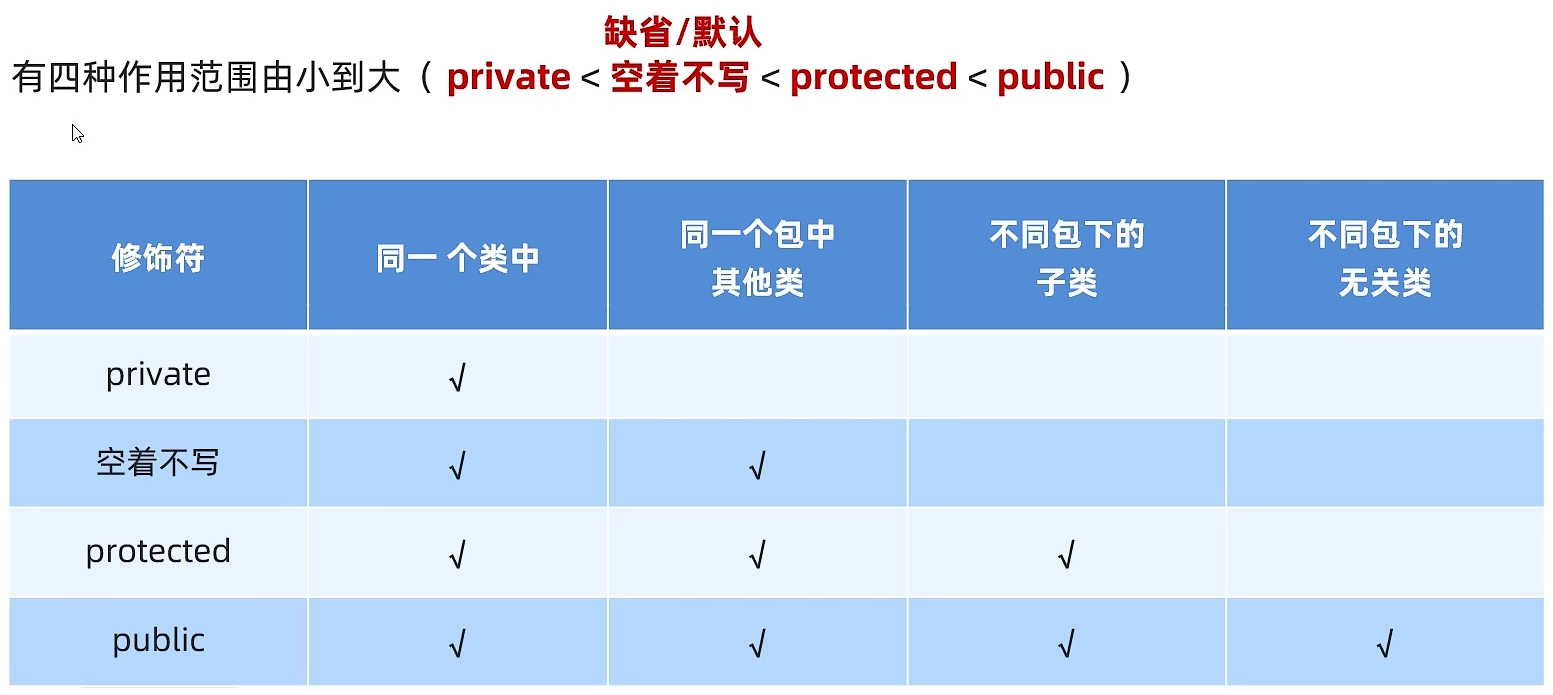 缺省/默认
有四种作用范围由小到大（ private < 空着不写 < protected < public ）
修饰符
同一 个类中
同一个包中
其他类
不同包下的
子类
不同包下的
无关类
private √
空着不写 √ √
protected √ √ √
public √ √ √ √